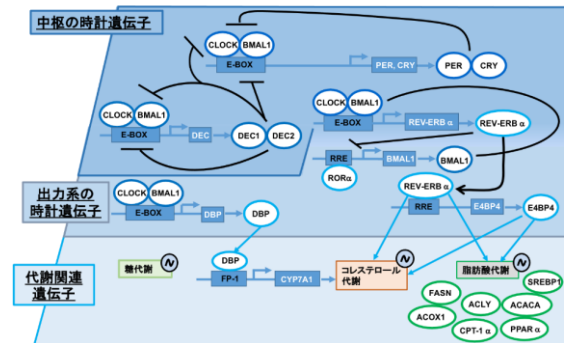 中枢の時計遺伝子
CLOCK BMAL1
E-BOX
PER, CRY
PER CRY
CLOCK BMAL1
E-BOX
DEC
DEC1 DEC2
CLOCK BMAL1
E-BOX
REV-ERB α
REV-ERB α
RRE
BMAL1
BMAL1
RORα
出力系の
時計遺伝子
CLOCK BMAL1
E-BOX
DBP
DBP
REV-ERB α
RRE
E4BP4
E4BP4
代謝関連
遺伝子
糖代謝
DBP
FP-1
CYP7A1
コレステロール
代謝
脂肪酸代謝
SREBP1
FASN
ACLY
ACACA
ACOX1
CPT-1 α
PPAR α